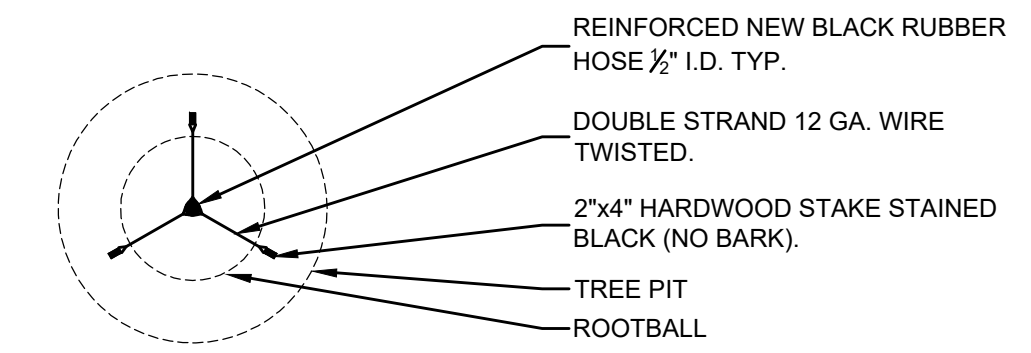 REINFORCED NEW BLACK RUBBER
HOSE ½" I.D. TYP.
DOUBLE STRAND 12 GA. WIRE
TWISTED.
2"x4" HARDWOOD STAKE STAINED
BLACK (NO BARK).
TREE PIT
ROOTBALL